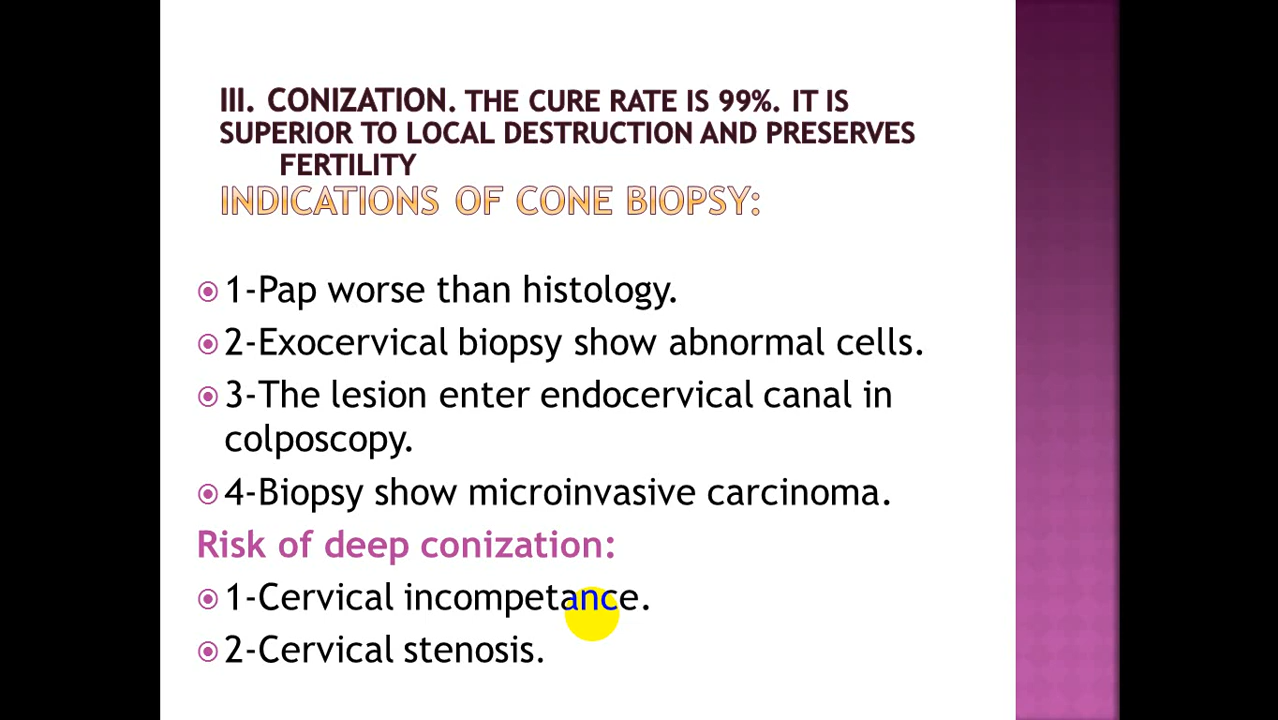 III. CONIZATION. THE CURE RATE IS 99%. IT IS
SUPERIOR TO LOCAL DESTRUCTION AND PRESERVES
FERTILITY
INDICATIONS OF CONE BIOPSY:
1-Pap worse than histology.
2-Exocervical biopsy show abnormal cells.
3-The lesion enter endocervical canal in
colposcopy.
4-Biopsy show microinvasive carcinoma.
Risk of deep conization:
1-Cervical incompetance.
2-Cervical stenosis.